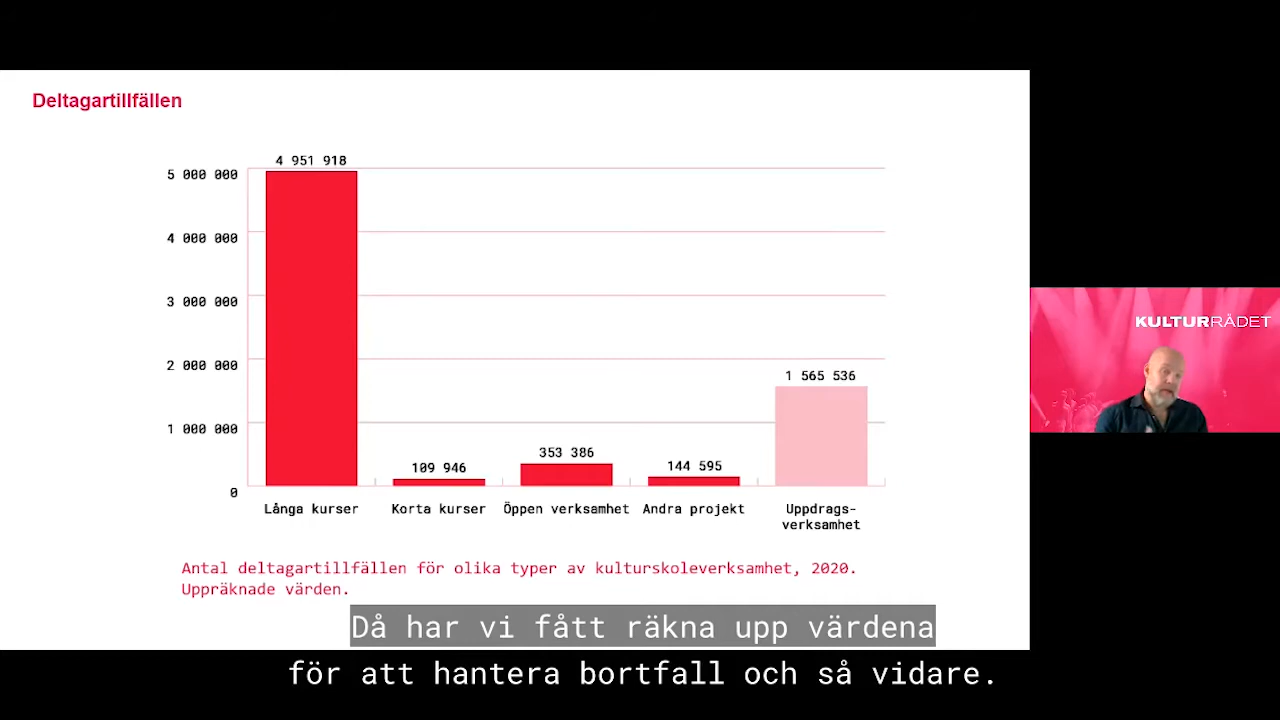 Deltagartillfällen
4 951 918
5 000 000
4 000 000
3 000 000
2 000 000
1 000 000
0
109 946
353 386
144 595
1 565 536
Långa kurser
Korta kurser
Öppen verksamhet
Andra projekt
Uppdrags-
verksamhet
Antal deltagartillfällen för olika typer av kulturskoleverksamhet, 2020.
Uppräknade värden.
KULTURRÅDET
Då har vi fått räkna upp värdena
för att hantera bortfall och så vidare.